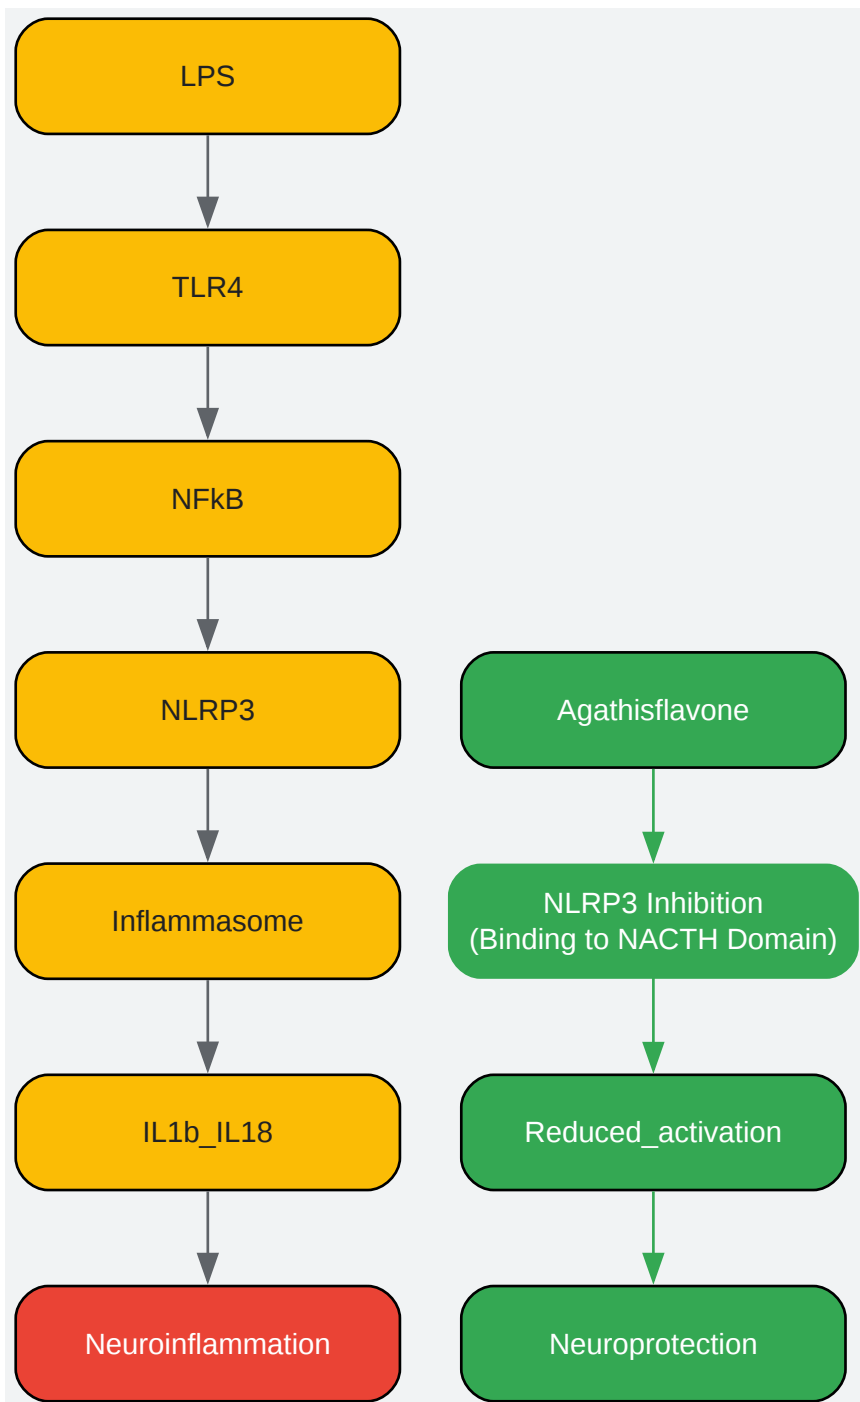 LPS
TLR4
NFkB
NLRP3
Inflammasome
IL1b_IL18
Neuroinflammation
Agathisflavone
NLRP3 Inhibition
(Binding to NACTH Domain)
Reduced_activation
Neuroprotection